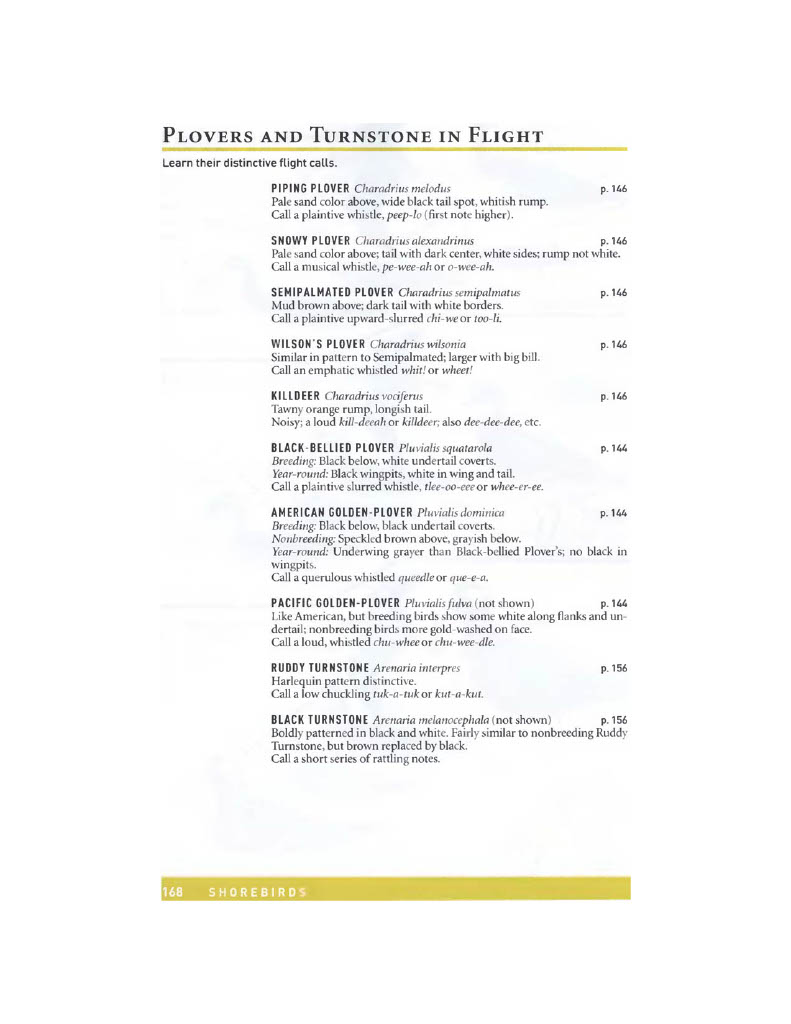 PLOVERS AND TURNSTONE IN FLIGHT
Learn their distinctive flight calls.
PIPING PLOVER Charadrius melodus p. 146
Pale sand color above, wide black tail spot, whitish rump.
Call a plaintive whistle, peep-lo (first note higher).
SNOWY PLOVER Charadrius alexandrinus p. 146
Pale sand color above; tail with dark center, white sides; rump not white.
Call a musical whistle, pe-wee-ah or o-wee-ah.
SEMIPALMATED PLOVER Charadrius semipalmatus p. 146
Mud brown above; dark tail with white borders.
Call a plaintive upward-slurred chi-we or too-li.
WILSON'S PLOVER Charadrius wilsonia p. 146
Similar in pattern to Semipalmated; larger with big bill.
Call an emphatic whistled whit! or wheet!
KILLDEER Charadrius vociferus p. 146
Tawny orange rump, longish tail.
Noisy; a loud kill-deeah or killdeer; also dee-dee-dee, etc.
BLACK-BELLIED PLOVER Pluvialis squatarola p. 144
Breeding: Black below, white undertail coverts.
Year-round: Black wingpits, white in wing and tail.
Call a plaintive slurred whistle, tlee-oo-eee or whee-er-ee.
AMERICAN GOLDEN-PLOVER Pluvialis dominica p. 144
Breeding: Black below, black undertail coverts.
Nonbreeding: Speckled brown above, grayish below.
Year-round: Underwing grayer than Black-bellied Plover's; no black in
wingpits.
Call a querulous whistled queedle or que-e-a.
PACIFIC GOLDEN-PLOVER Pluvialis fulva (not shown) p. 144
Like American, but breeding birds show some white along flanks and un-
dertail; nonbreeding birds more gold-washed on face.
Call a loud, whistled chu-whee or chu-wee-dle.
RUDDY TURNSTONE Arenaria interpres p. 156
Harlequin pattern distinctive.
Call a low chuckling tuk-a-tuk or kut-a-kut.
BLACK TURNSTONE Arenaria melanocephala (not shown) p. 156
Boldly patterned in black and white. Fairly similar to nonbreeding Ruddy
Turnstone, but brown replaced by black.
Call a short series of rattling notes.
168 SHOREBIRDS